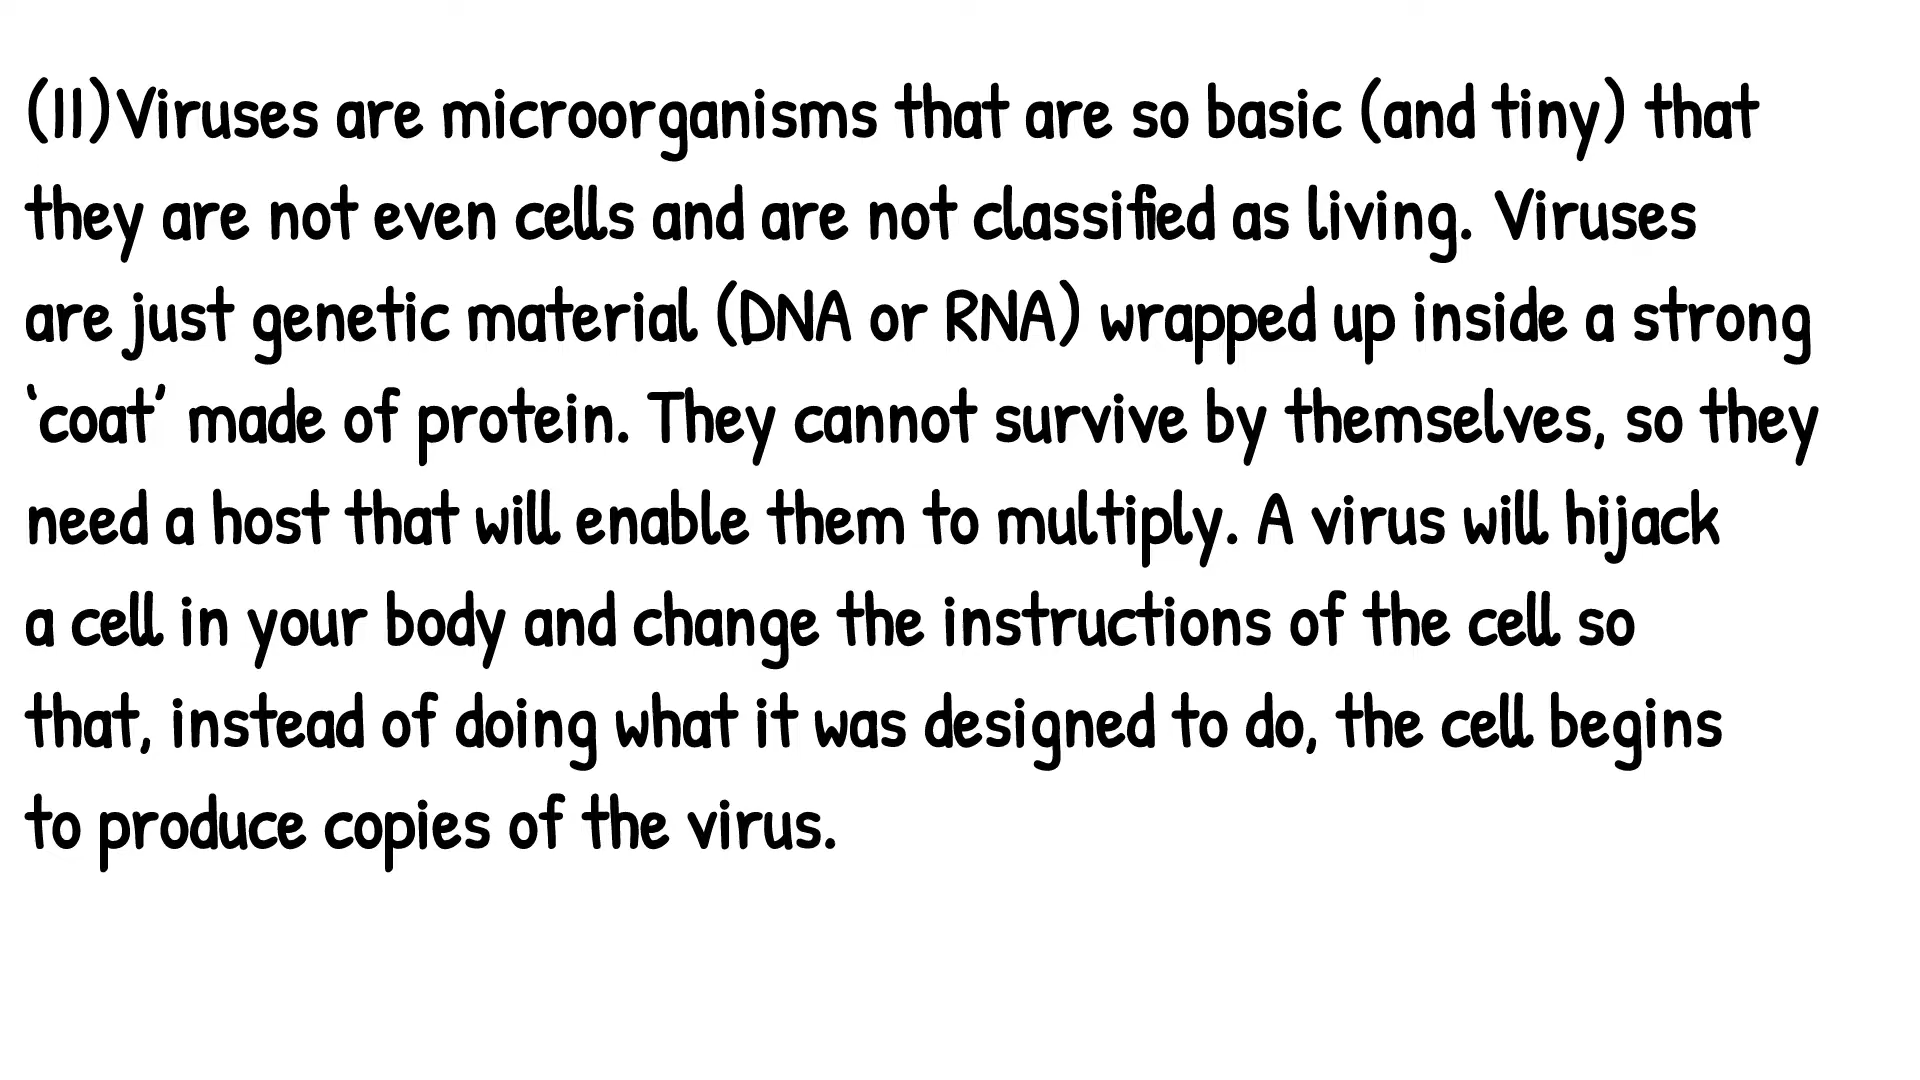 (II)Viruses are microorganisms that are so basic (and tiny) that
they are not even cells and are not classified as living. Viruses
are just genetic material (DNA or RNA) wrapped up inside a strong
‘coat’ made of protein. They cannot survive by themselves, so they
need a host that will enable them to multiply. A virus will hijack
a cell in your body and change the instructions of the cell so
that, instead of doing what it was designed to do, the cell begins
to produce copies of the virus.